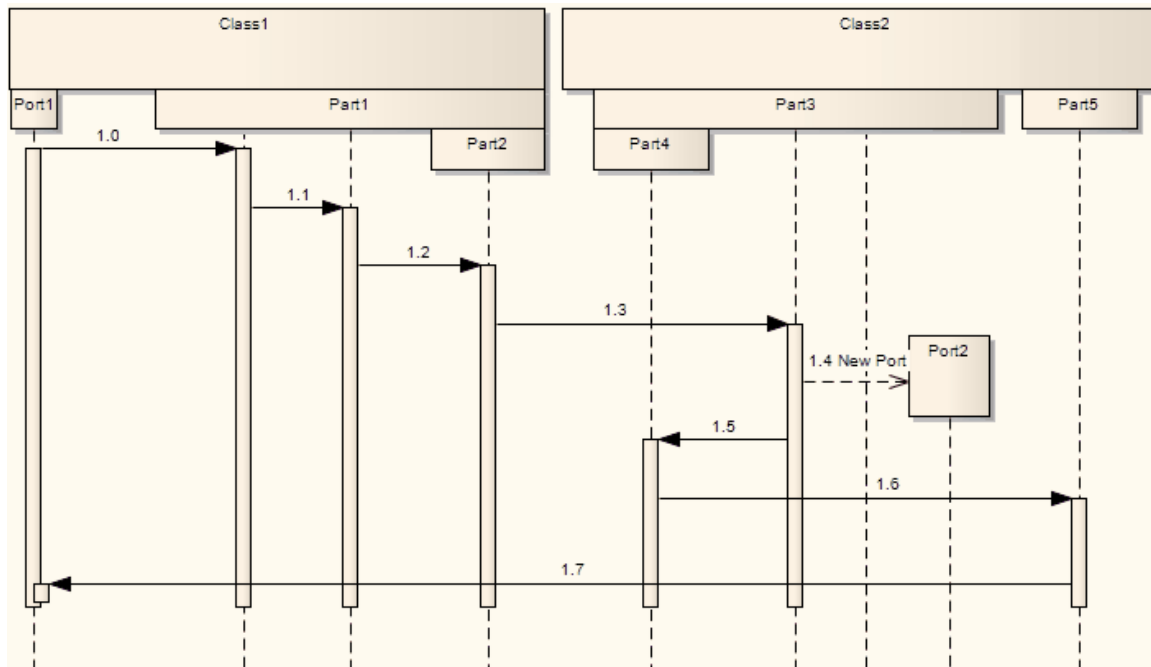 Class1
Class2
Port1
Part1
Part3
Part5
Part2
Part4
1.0
1.1
1.2
1.3
Port2
1.4 New Port
1.5
1.6
1.7